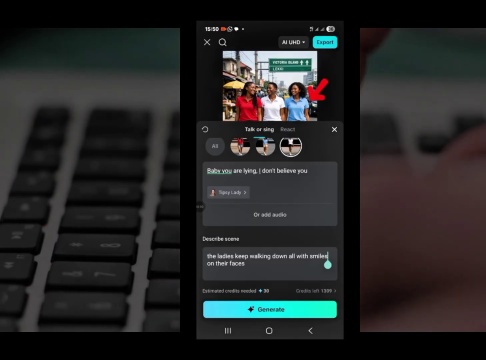 15:50
AI UHD
Export
VICTORIA ISLAND
LEKKI
Talk or sing React
All
Baby you are lying, I don't believe you
Tipsy Lady >
Or add audio
Describe scene
the ladies keep walking down all with smiles
on their faces
Estimated credits needed 30
Credits left 1359 >
Generate